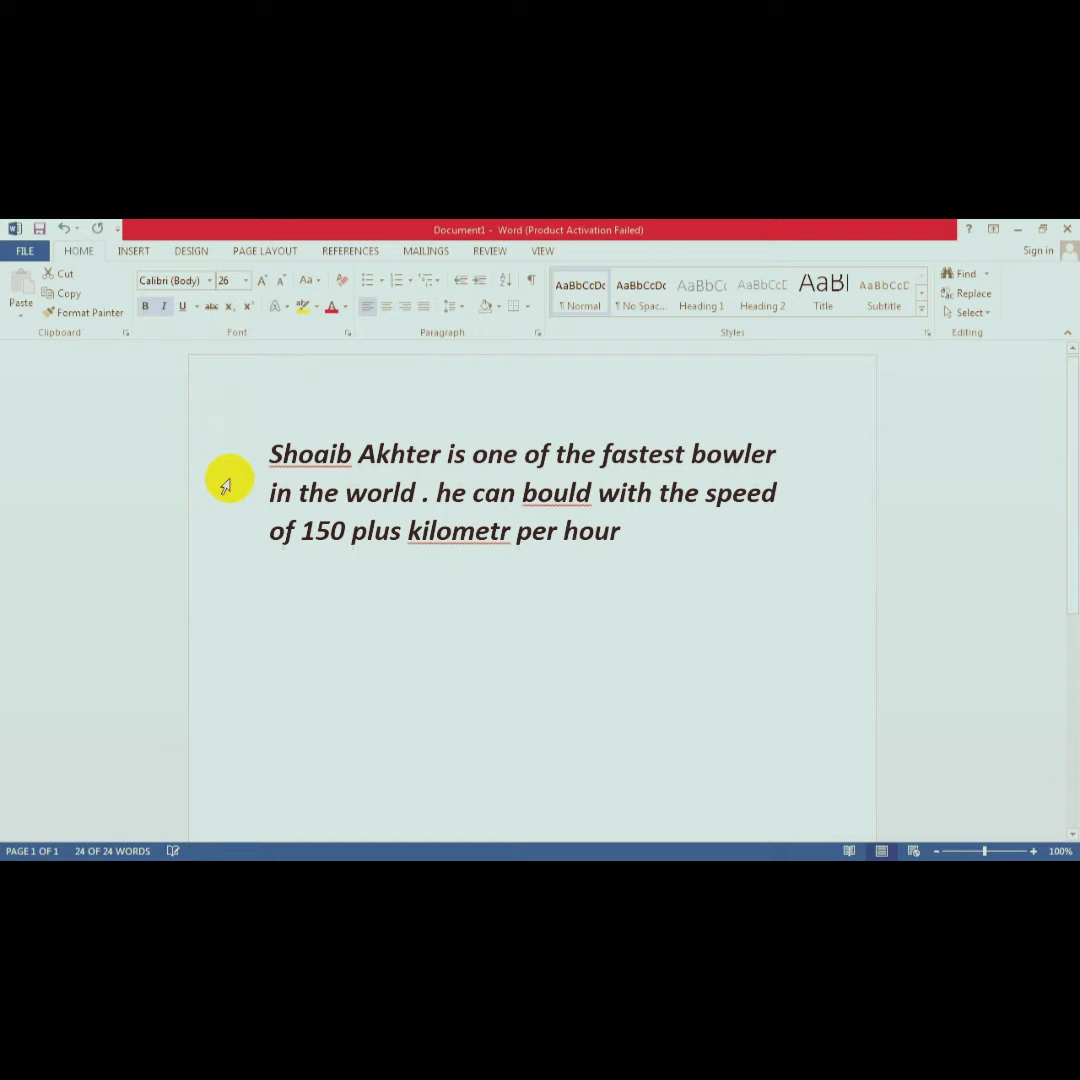 Document1 - Word (Product Activation Failed)
FILE HOME INSERT DESIGN PAGE LAYOUT REFERENCES MAILINGS REVIEW VIEW Sign in
Paste
Cut
Copy
Format Painter
Clipboard
Calibri (Body) 26
Font
Paragraph
AaBbCcDc AaBbCcDc AaBbCc AaBbCcC AaBl AaBbCcC
¶ Normal ¶ No Spac... Heading 1 Heading 2 Title Subtitle
Styles
Find
Replace
Select
Editing
Shoaib Akhter is one of the fastest bowler
in the world . he can bould with the speed
of 150 plus kilometr per hour
PAGE 1 OF 1 24 OF 24 WORDS 100%